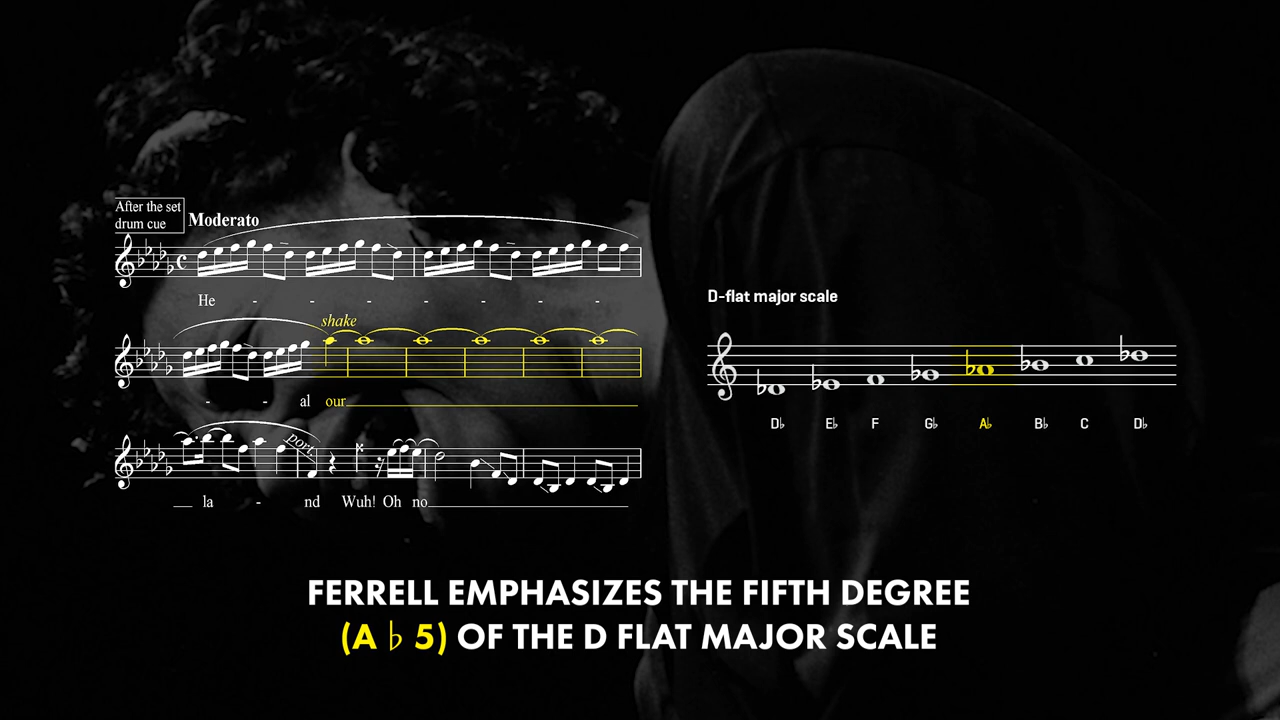 After the set
drum cue
Moderato
He - - - - - - -
shake
- - al our
port.
la - nd Wuh! Oh no
D-flat major scale
D♭ E♭ F G♭ A♭ B♭ C D♭
FERRELL EMPHASIZES THE FIFTH DEGREE
(A ♭ 5) OF THE D FLAT MAJOR SCALE